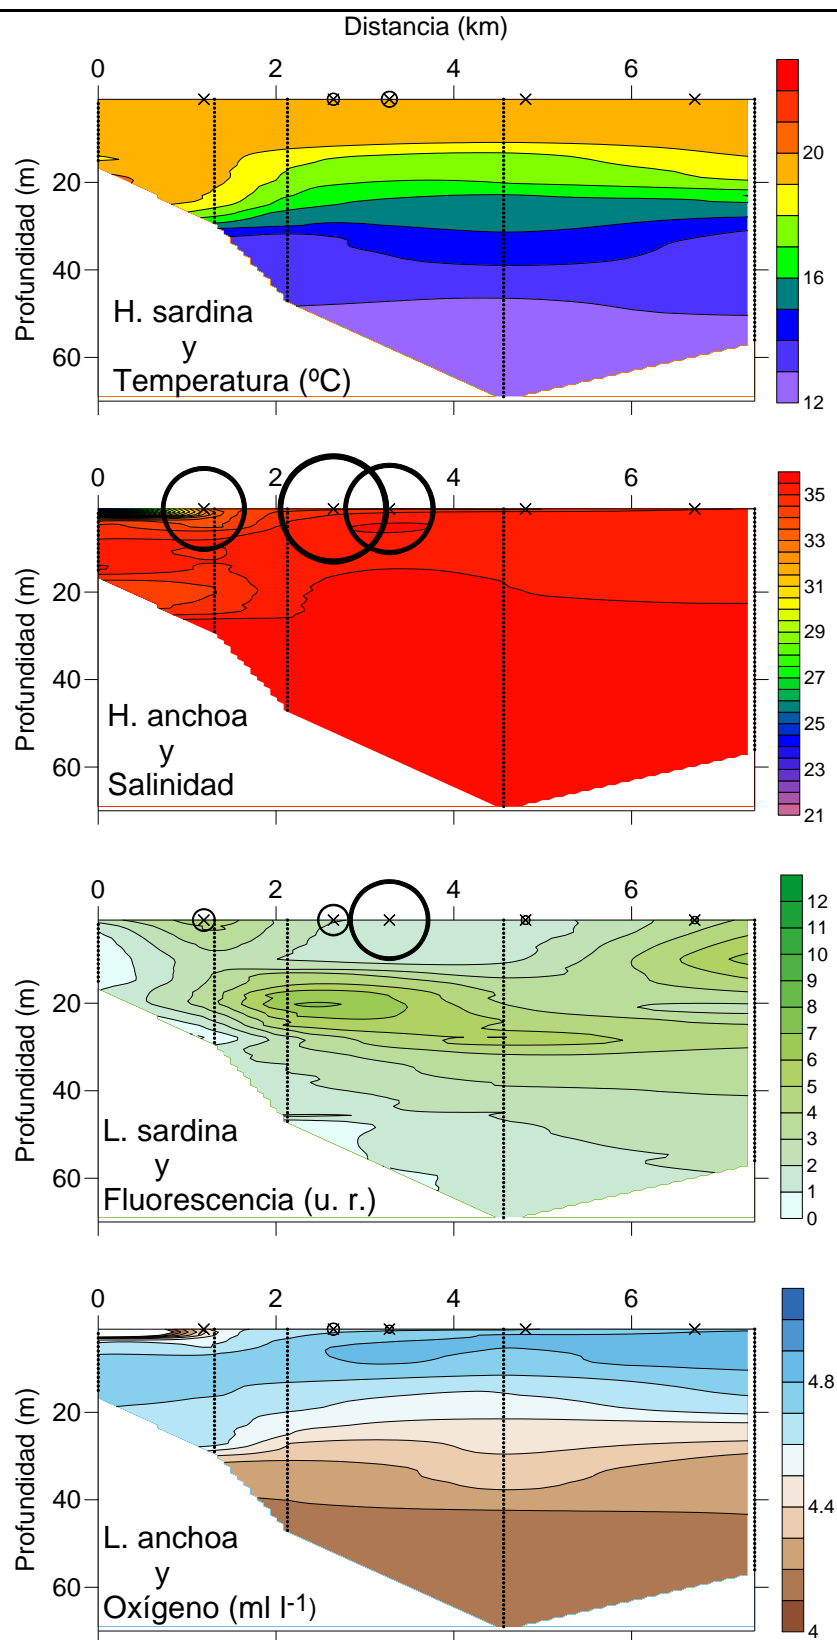 Distancia (km)
0 2 4 6
Profundidad (m)
20
40
60
H. sardina
y
Temperatura (ºC)
20
16
12
0 2 4 6
Profundidad (m)
20
40
60
H. anchoa
y
Salinidad
35
33
31
29
27
25
23
21
0 2 4 6
Profundidad (m)
20
40
60
L. sardina
y
Fluorescencia (u. r.)
12
11
10
9
8
7
6
5
4
3
2
1
0
0 2 4 6
Profundidad (m)
20
40
60
L. anchoa
y
Oxígeno (ml l-1)
4.8
4.4
4